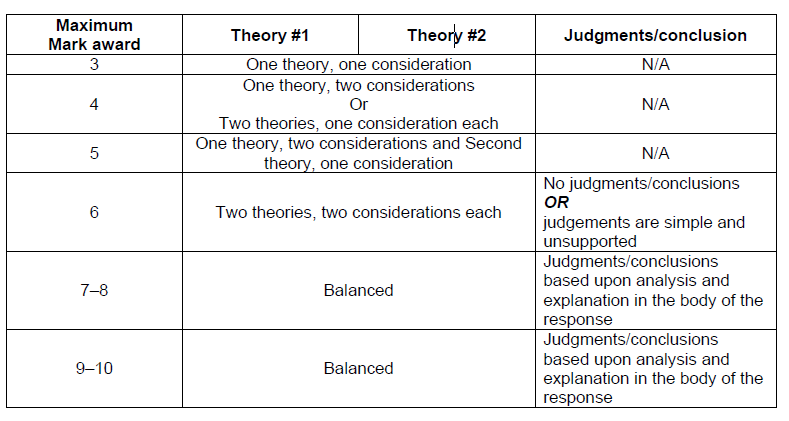 Maximum
Mark award
Theory #1
Theory #2
Judgments/conclusion
3
One theory, one consideration
N/A
4
One theory, two considerations
Or
Two theories, one consideration each
N/A
5
One theory, two considerations and Second
theory, one consideration
N/A
6
Two theories, two considerations each
No judgments/conclusions
OR
judgements are simple and
unsupported
7–8
Balanced
Judgments/conclusions
based upon analysis and
explanation in the body of the
response
9–10
Balanced
Judgments/conclusions
based upon analysis and
explanation in the body of the
response